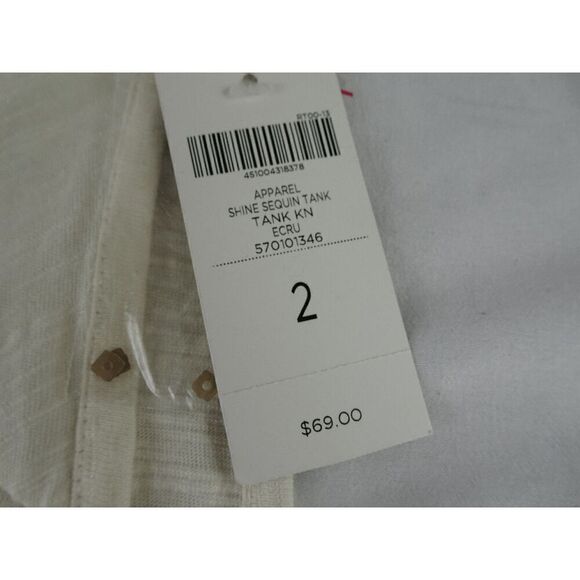 RT00-13
451004318378
APPAREL
SHINE SEQUIN TANK
TANK KN
ECRU
570101346
2
$69.00